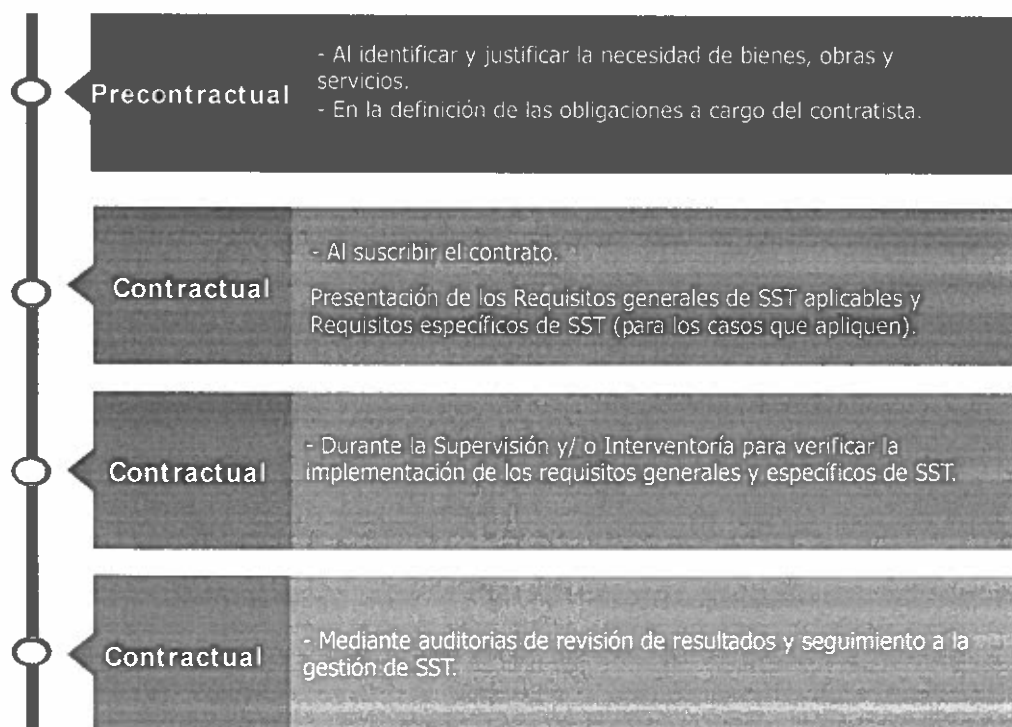 Precontractual
- Al identificar y justificar la necesidad de bienes, obras y
servicios.
- En la definición de las obligaciones a cargo del contratista.
Contractual
- Al suscribir el contrato.
Presentación de los Requisitos generales de SST aplicables y
Requisitos específicos de SST (para los casos que apliquen).
Contractual
- Durante la Supervisión y/ o Interventoría para verificar la
implementación de los requisitos generales y específicos de SST.
Contractual
- Mediante auditorias de revisión de resultados y seguimiento a la
gestión de SST.